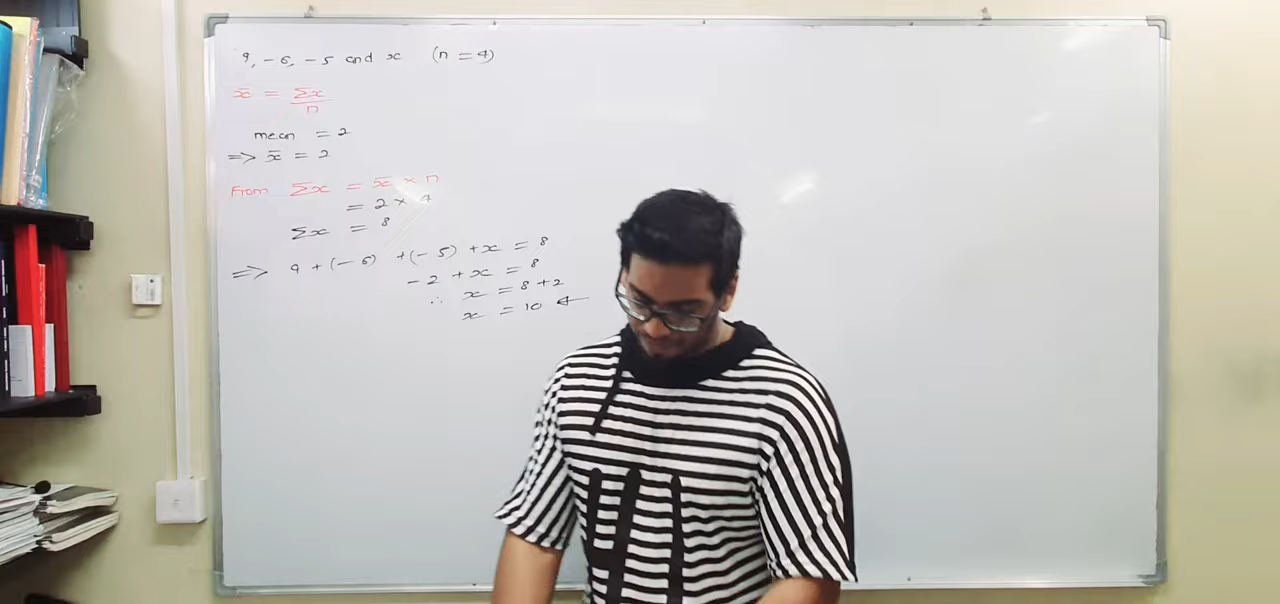 9, -6, -5 and x (n = 4)
x̄ = Σx/n
mean = 2
=> x̄ = 2
From Σx = x̄ × n
= 2 × 4
Σx = 8
=> 9 + (-6) + (-5) + x = 8
-2 + x = 8
∴ x = 8 + 2
x = 10 ←